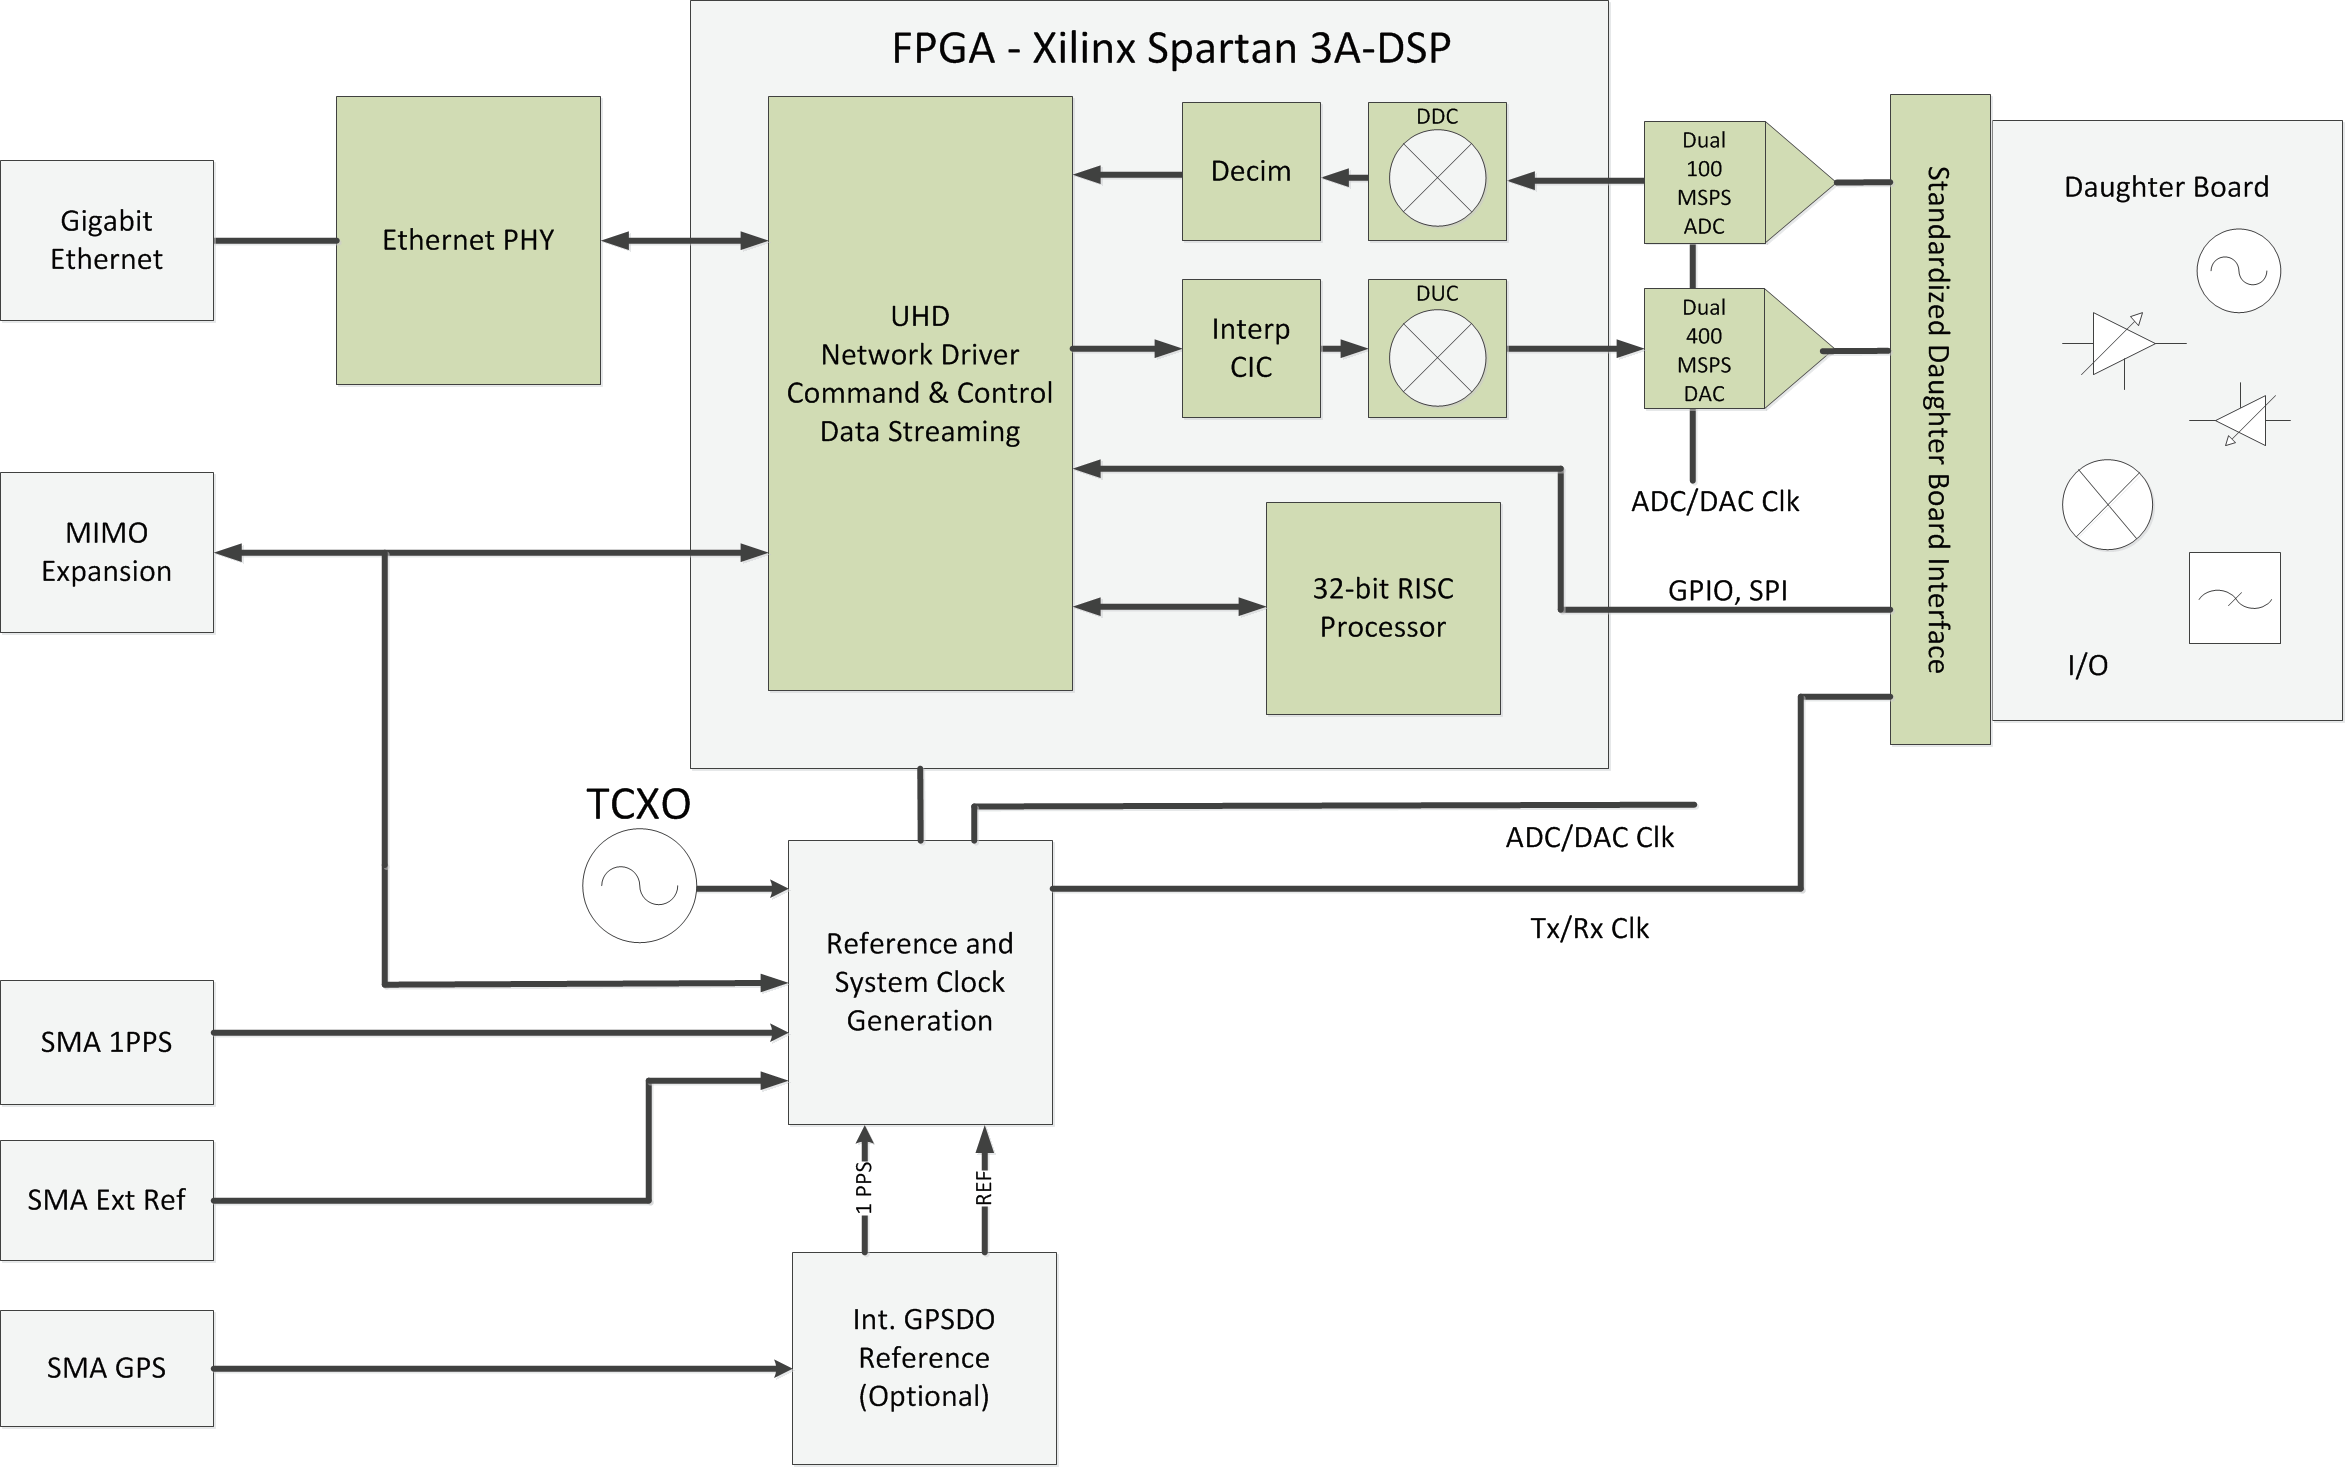 FPGA - Xilinx Spartan 3A-DSP
Gigabit
Ethernet
Ethernet PHY
UHD
Network Driver
Command & Control
Data Streaming
Decim
DDC
Interp
CIC
DUC
Dual
100
MSPS
ADC
Dual
400
MSPS
DAC
ADC/DAC Clk
Standardized Daughter Board Interface
Daughter Board
I/O
GPIO, SPI
32-bit RISC
Processor
MIMO
Expansion
TCXO
ADC/DAC Clk
Tx/Rx Clk
Reference and
System Clock
Generation
SMA 1PPS
SMA Ext Ref
1 PPS
REF
Int. GPSDO
Reference
(Optional)
SMA GPS